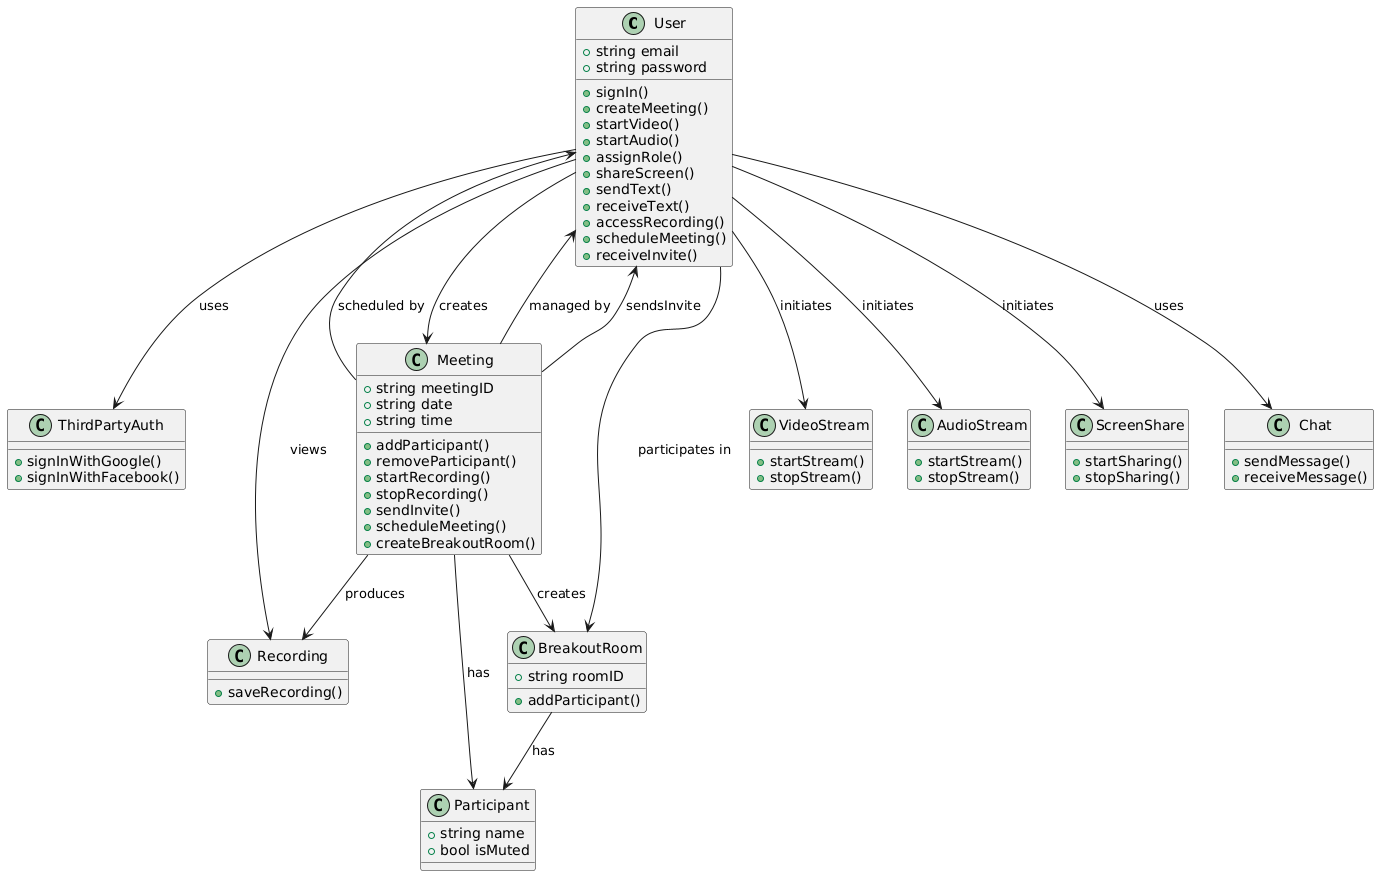 C User
string email
string password
signIn()
createMeeting()
startVideo()
startAudio()
assignRole()
shareScreen()
sendText()
receiveText()
accessRecording()
scheduleMeeting()
receiveInvite()
uses
scheduled by
creates
managed by
sendsInvite
initiates
initiates
initiates
uses
C Meeting
string meetingID
string date
string time
addParticipant()
removeParticipant()
startRecording()
stopRecording()
sendInvite()
scheduleMeeting()
createBreakoutRoom()
C ThirdPartyAuth
signInWithGoogle()
signInWithFacebook()
views
participates in
C VideoStream
startStream()
stopStream()
C AudioStream
startStream()
stopStream()
C ScreenShare
startSharing()
stopSharing()
C Chat
sendMessage()
receiveMessage()
produces
creates
has
C Recording
saveRecording()
C BreakoutRoom
string roomID
addParticipant()
has
C Participant
string name
bool isMuted